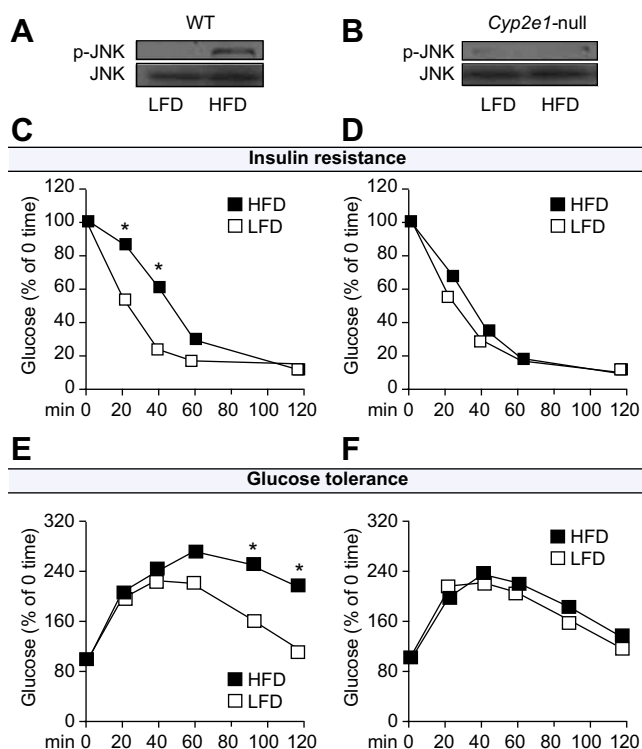 A
WT
p-JNK
JNK
LFD HFD
B
Cyp2e1-null
p-JNK
JNK
LFD HFD
C D
Insulin resistance
Glucose (% of 0 time)
120
100
80
60
40
20
0
* *
HFD
LFD
min 0 20 40 60 80 100 120
Glucose (% of 0 time)
120
100
80
60
40
20
0
HFD
LFD
min 0 20 40 60 80 100 120
E F
Glucose tolerance
Glucose (% of 0 time)
320
240
160
80
0
* *
HFD
LFD
min 0 20 40 60 80 100 120
Glucose (% of 0 time)
320
240
160
80
0
HFD
LFD
min 0 20 40 60 80 100 120